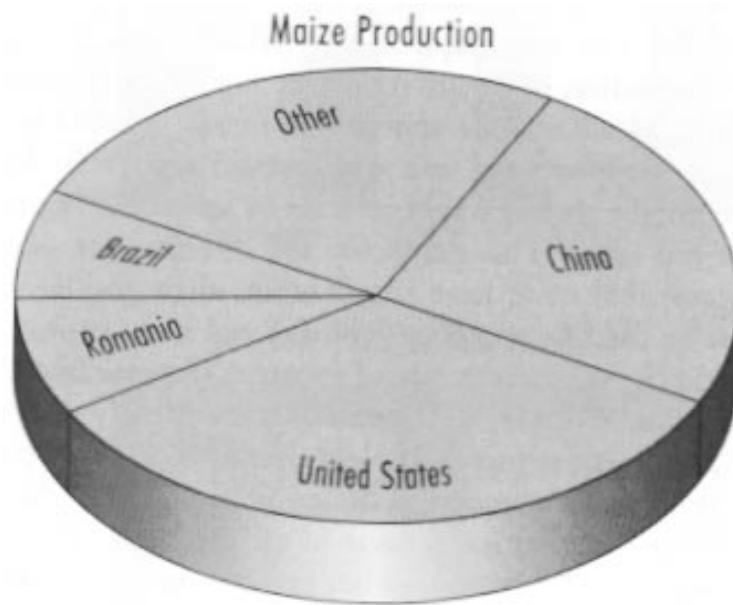 Maize Production
Other
China
Brazil
Romania
United States